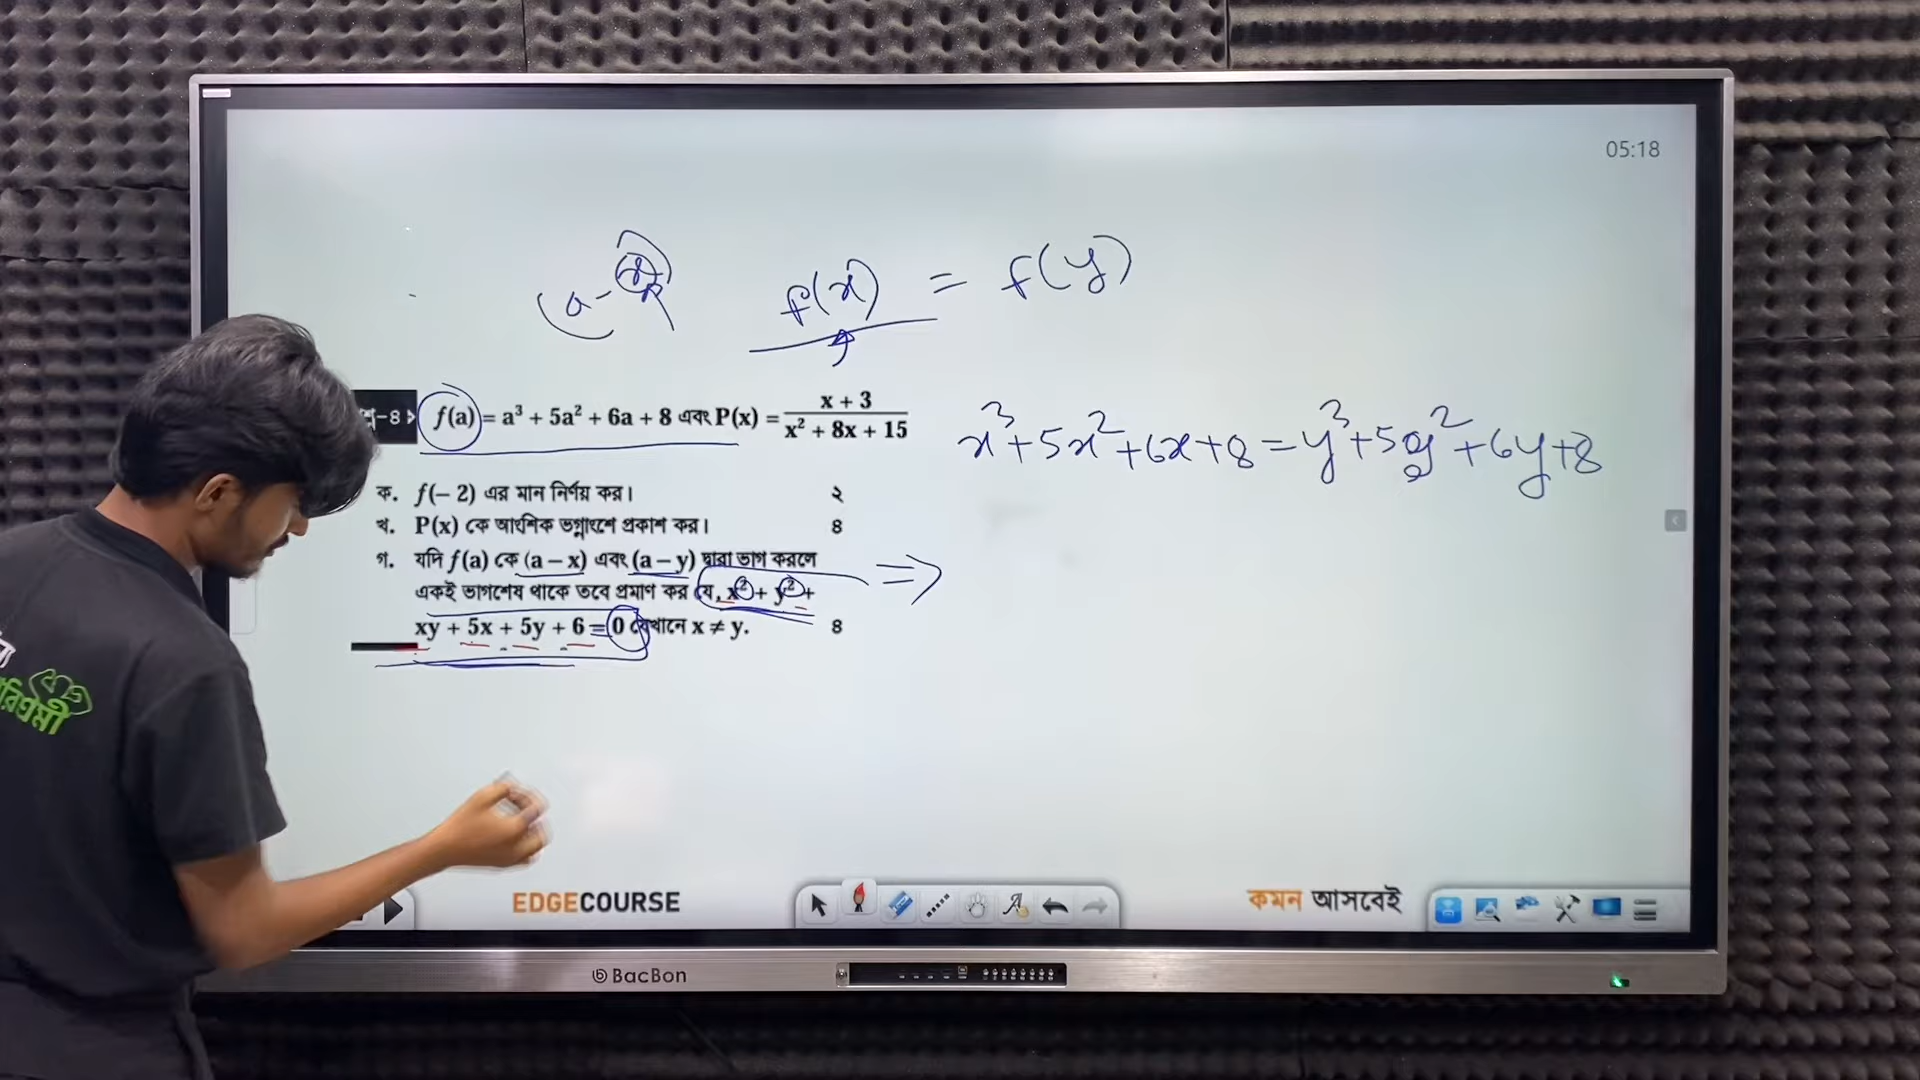 05:18
a - x
f(x) = f(y)
-৪ f(a) = a³ + 5a² + 6a + 8 এবং P(x) = x + 3 / x² + 8x + 15
x³+5x²+6x+8=y³+5y²+6y+8
ক. f(– 2) এর মান নির্ণয় কর। ২
খ. P(x) কে আংশিক ভগ্নাংশে প্রকাশ কর। ৪
গ. যদি f(a) কে (a – x) এবং (a – y) দ্বারা ভাগ করলে
একই ভাগশেষ থাকে তবে প্রমাণ কর যে, x² + y² +
⇒
xy + 5x + 5y + 6 = 0 যেখানে x ≠ y. ৪
রিশ্রমী
EDGECOURSE
কমন আসবেই
BacBon